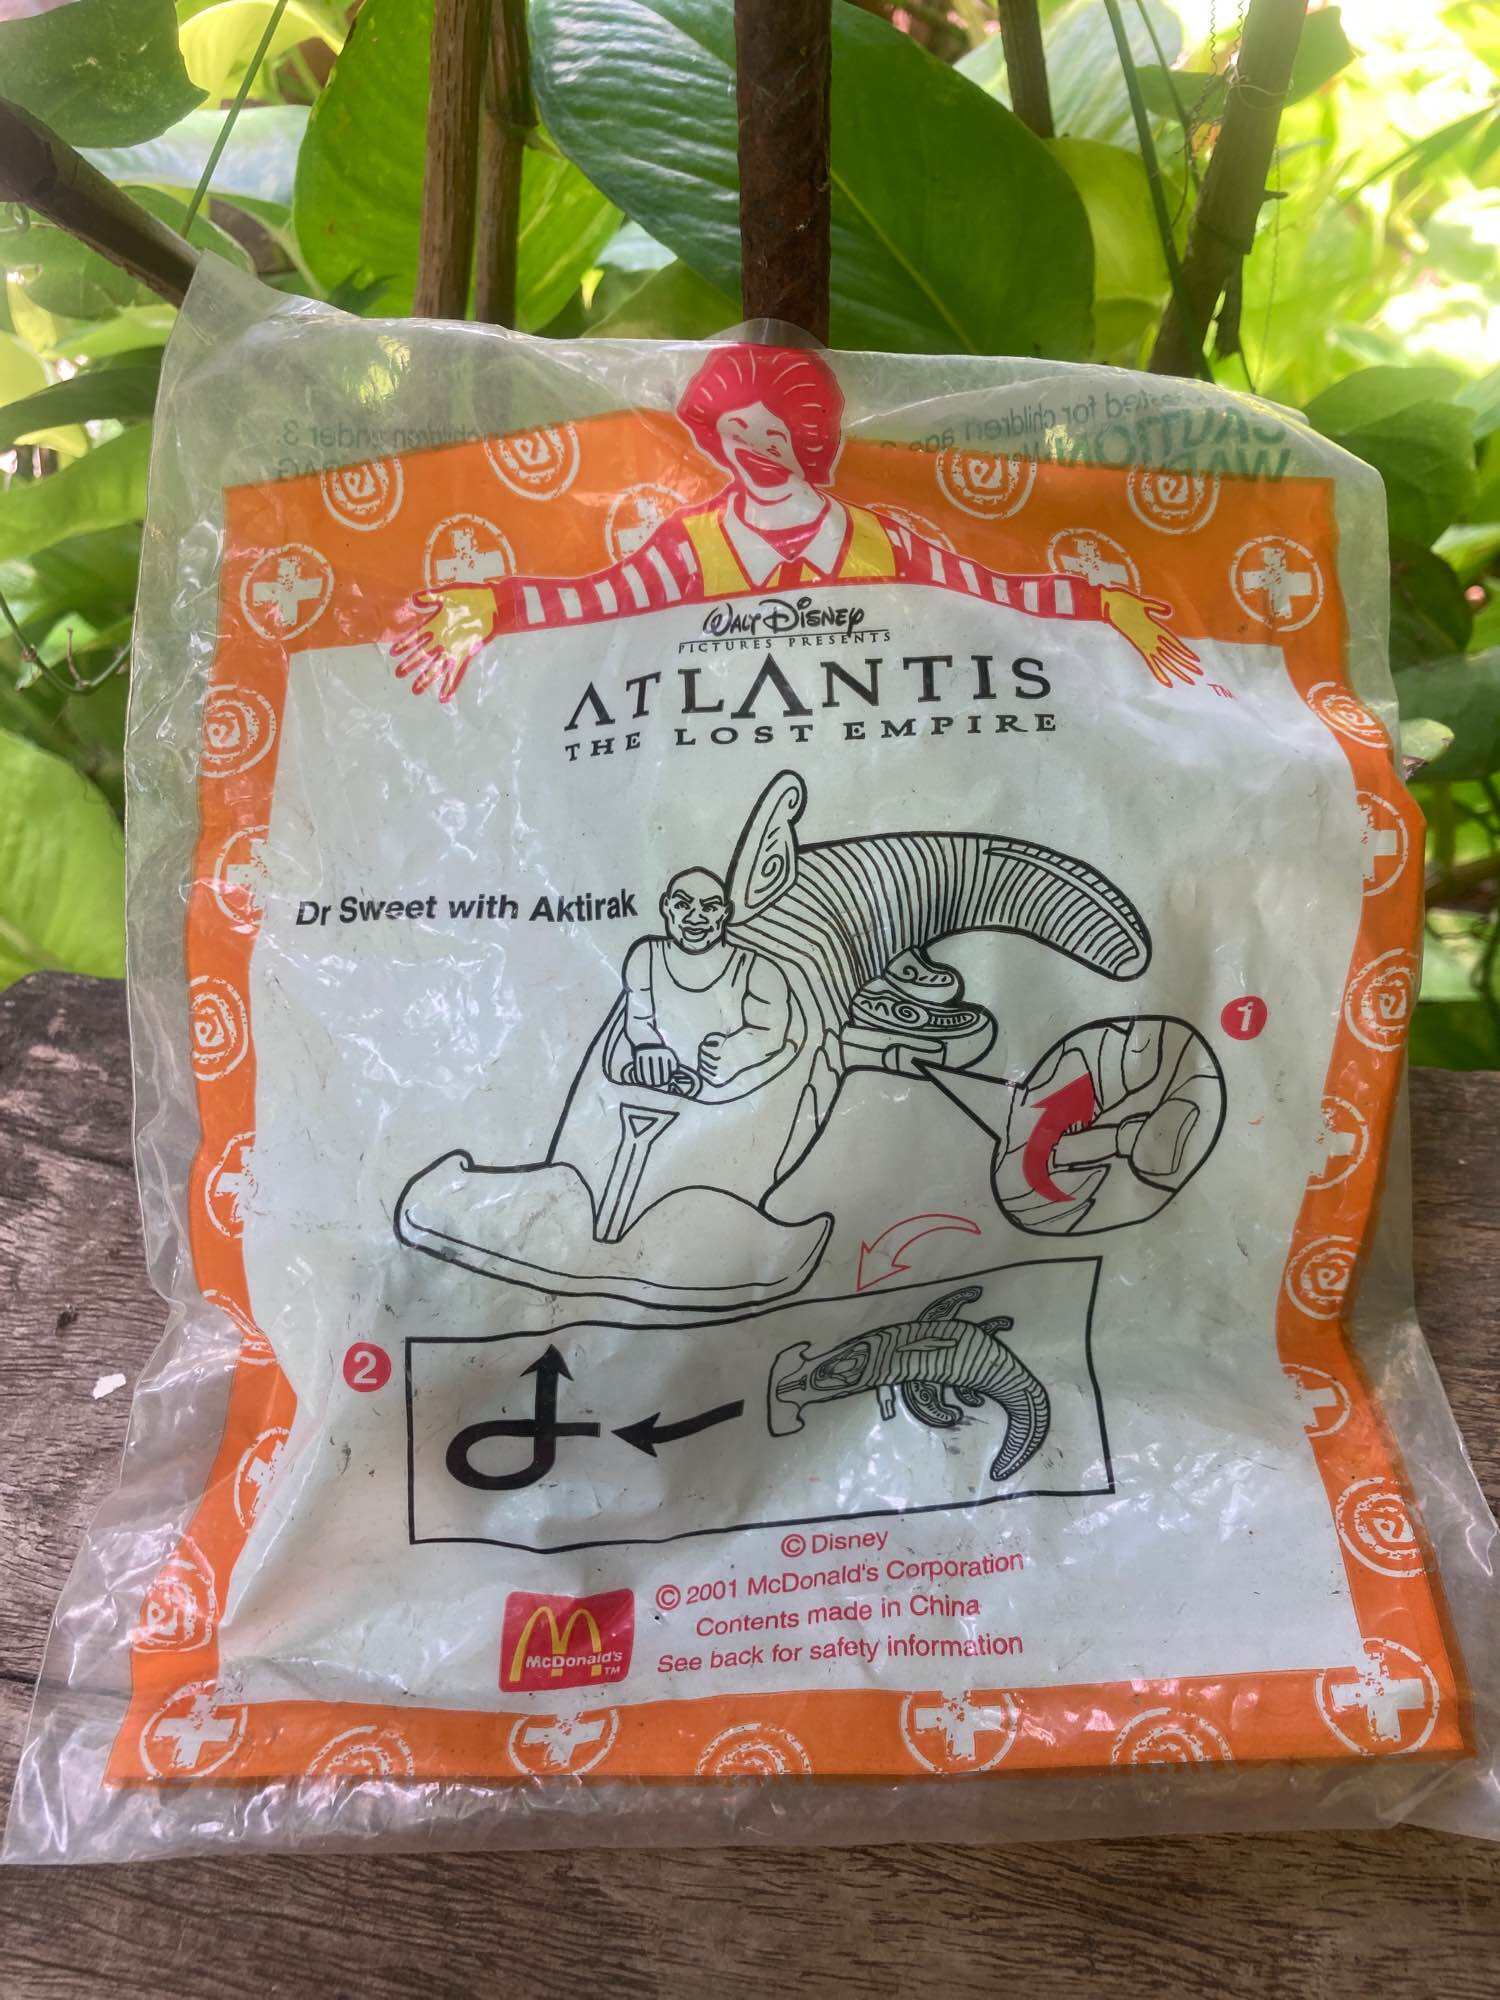 WALT DISNEY
PICTURES PRESENTS
ATLANTIS
THE LOST EMPIRE
TM
Dr Sweet with Aktirak
1
2
© Disney
© 2001 McDonald's Corporation
Contents made in China
See back for safety information
McDonald's
TM